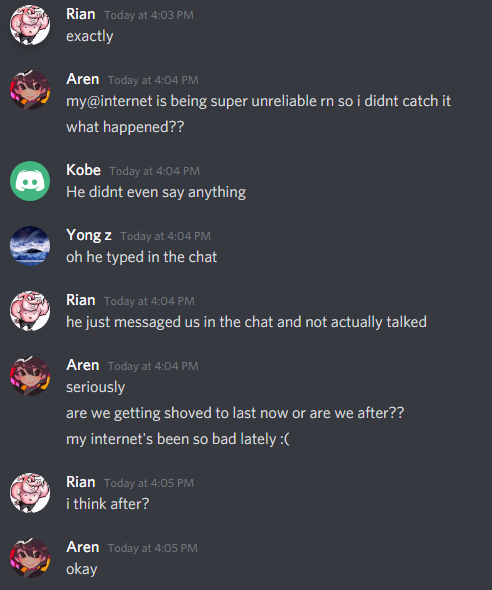 Rian Today at 4:03 PM
exactly
Aren Today at 4:04 PM
my@internet is being super unreliable rn so i didnt catch it
what happened??
Kobe Today at 4:04 PM
He didnt even say anything
Yong z Today at 4:04 PM
oh he typed in the chat
Rian Today at 4:04 PM
he just messaged us in the chat and not actually talked
Aren Today at 4:04 PM
seriously
are we getting shoved to last now or are we after??
my internet's been so bad lately :(
Rian Today at 4:05 PM
i think after?
Aren Today at 4:05 PM
okay